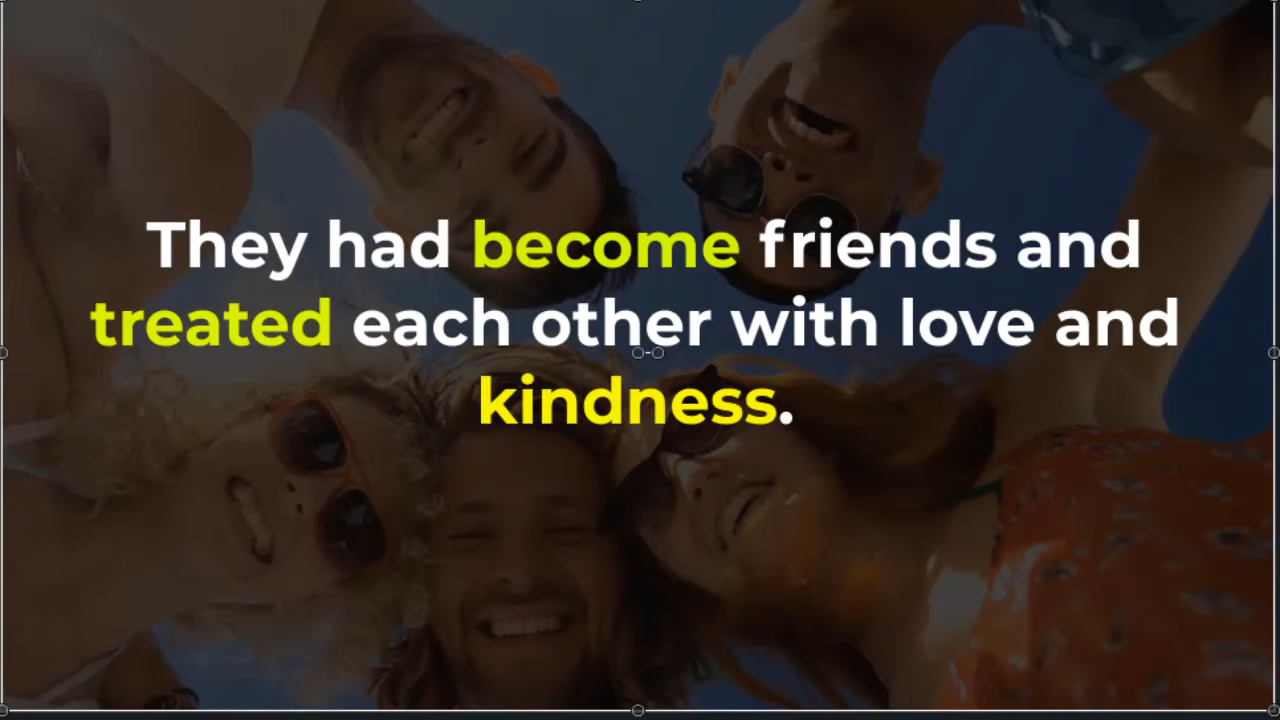 They had become friends and
treated each other with love and
kindness.